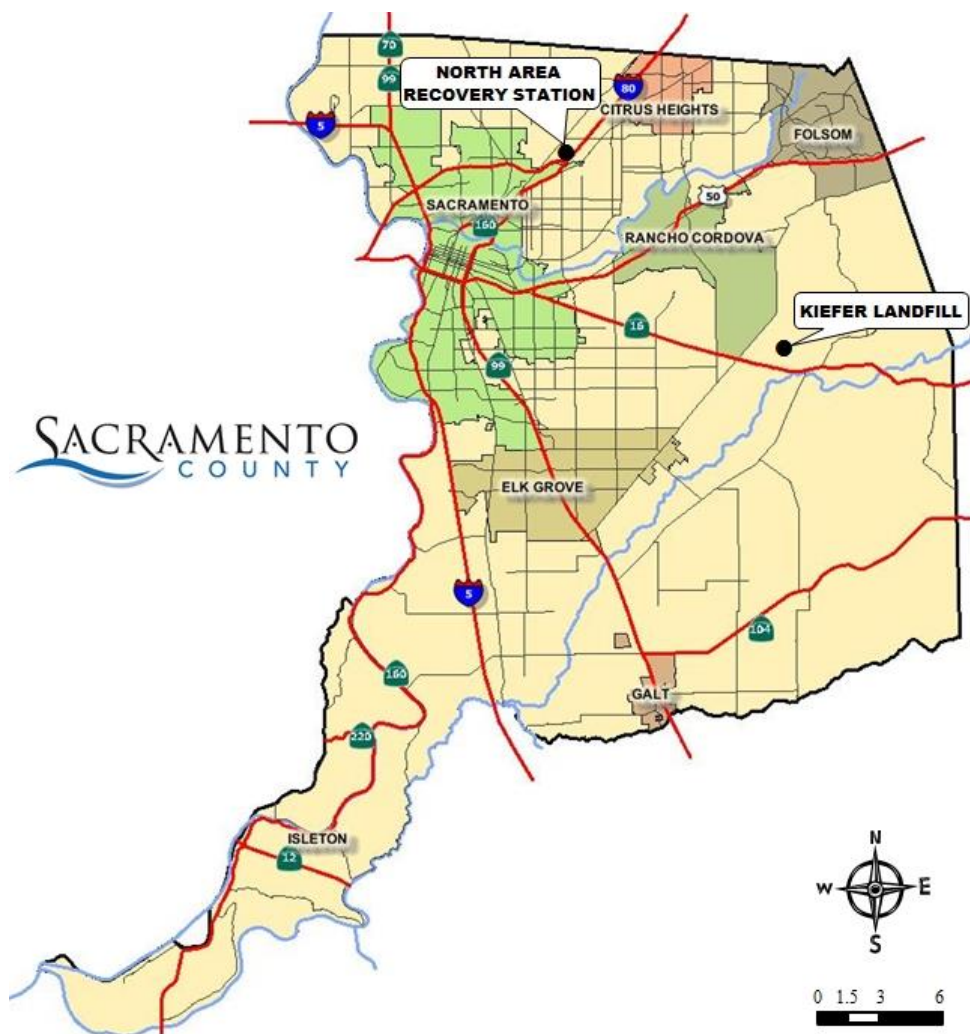 70
99
NORTH AREA
RECOVERY STATION
80
CITRUS HEIGHTS
5
FOLSOM
SACRAMENTO
160
50
RANCHO CORDOVA
KIEFER LANDFILL
16
99
SACRAMENTO
COUNTY
ELK GROVE
5
104
160
GALT
220
ISLETON
12
N
W E
S
0 1.5 3 6